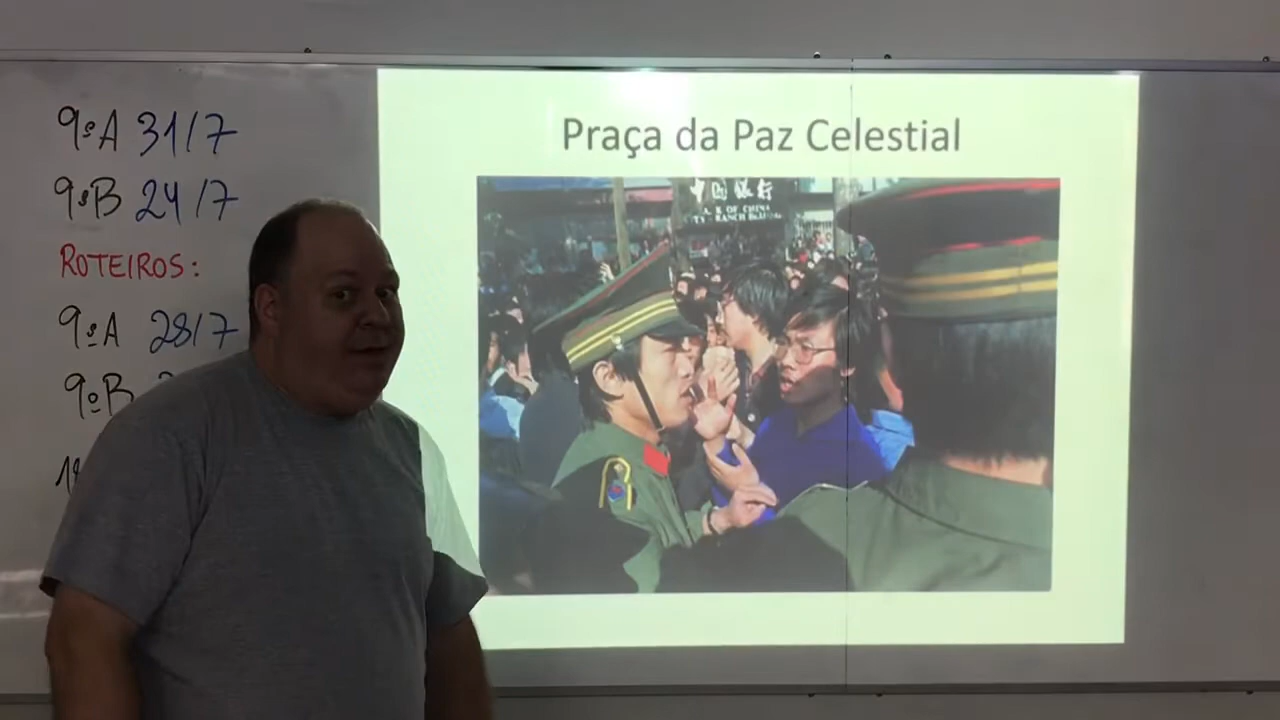 9ºA 31/7
9ºB 24/7
ROTEIROS:
9ºA 28/7
9ºB
Praça da Paz Celestial
中国银行
OF CHINA